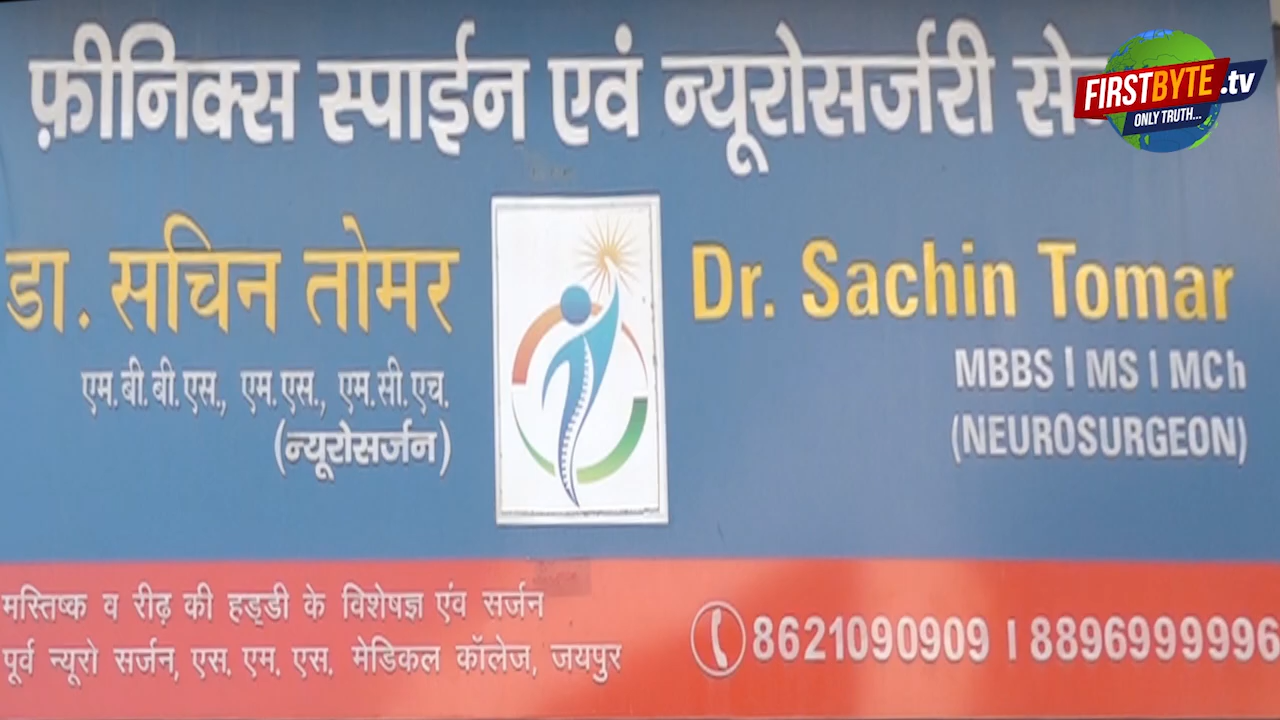 फ़ीनिक्स स्पाईन एवं न्यूरोसर्जरी
FIRSTBYTE.tv
ONLY TRUTH...
डा. सचिन तोमर
एम.बी.बी.एस., एम.एस., एम.सी.एच.
(न्यूरोसर्जन)
Dr. Sachin Tomar
MBBS | MS | MCh
(NEUROSURGEON)
मस्तिष्क व रीढ़ की हड्डी के विशेषज्ञ एंव सर्जन
पूर्व न्यूरो सर्जन, एस. एम. एस. मेडिकल कॉलेज, जयपुर
8621090909 | 8896999996